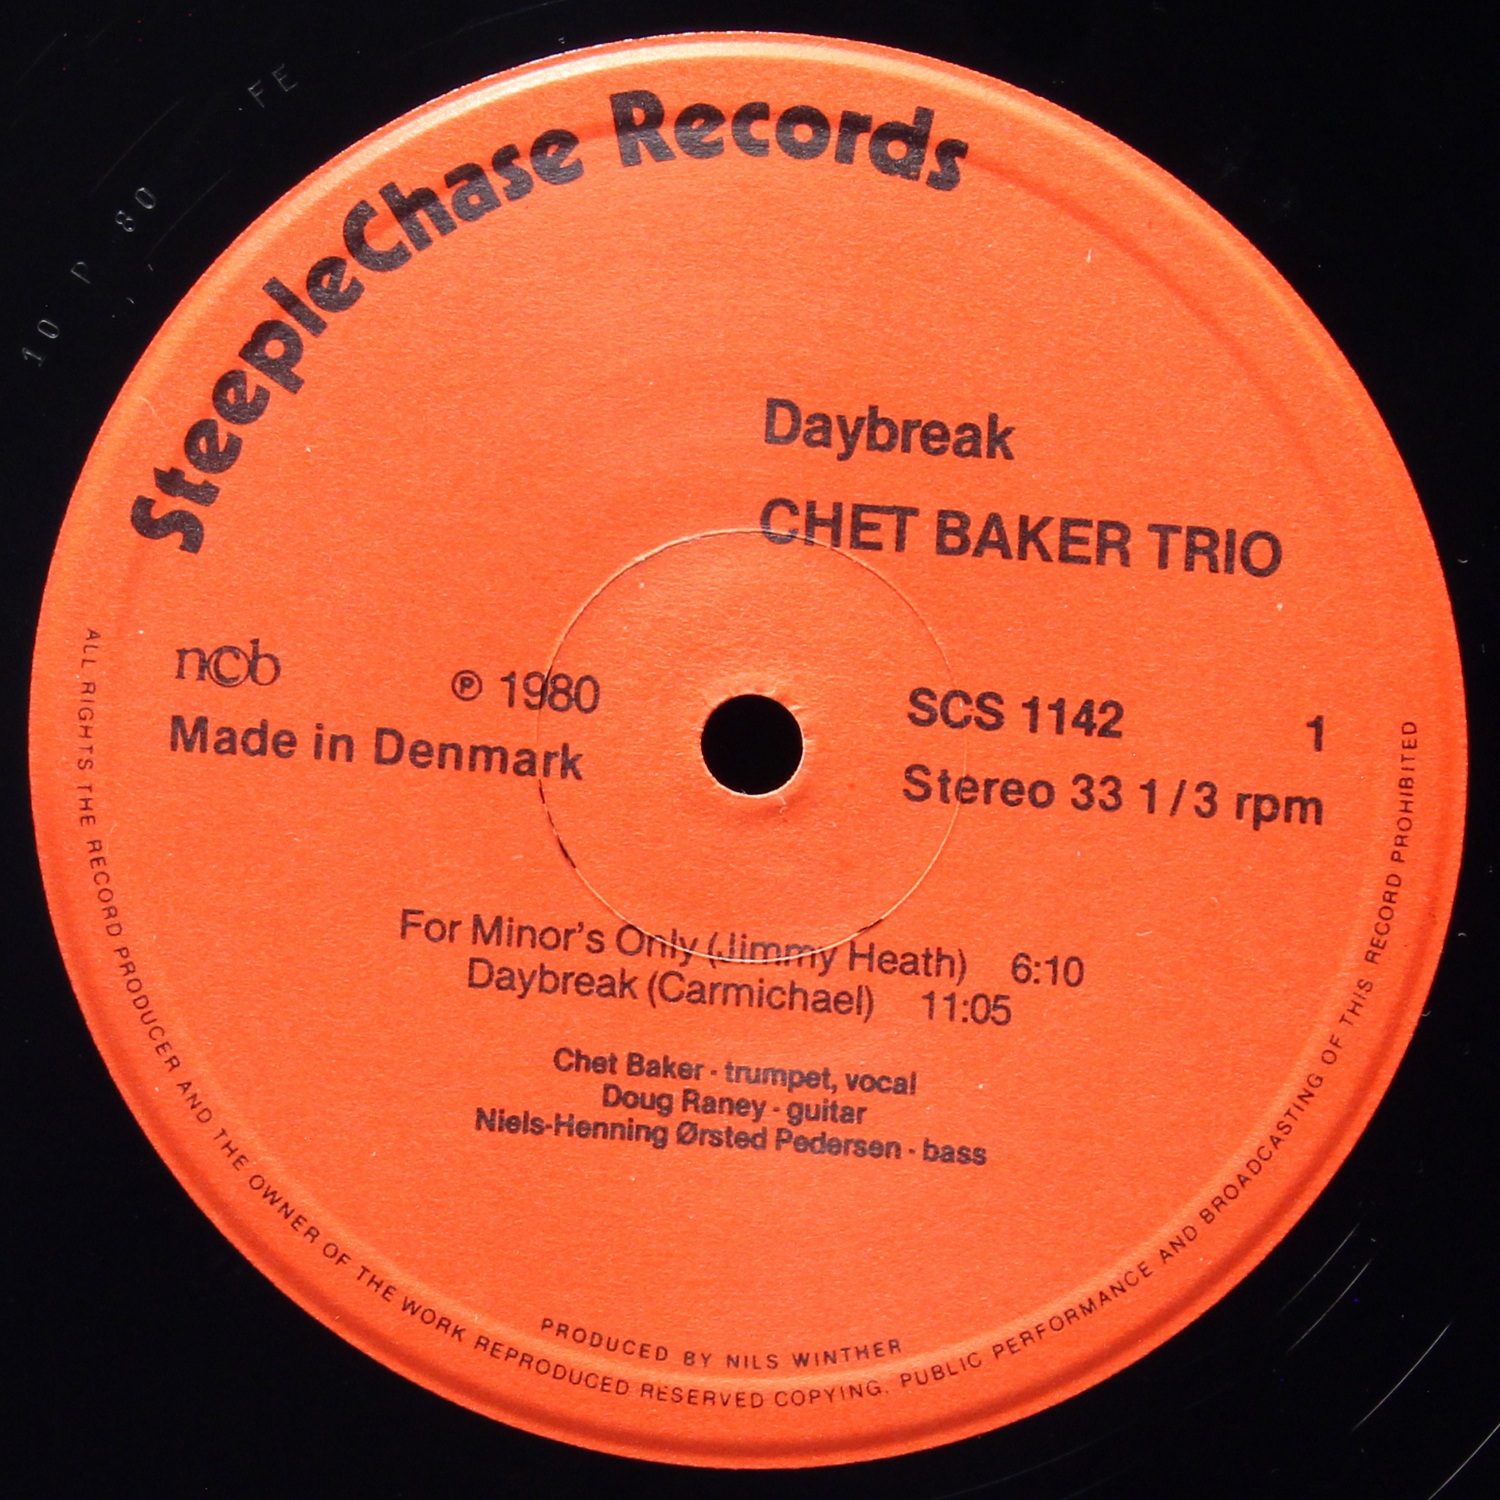 SteepleChase Records
Daybreak
CHET BAKER TRIO
n©b
℗ 1980
Made in Denmark
SCS 1142 1
Stereo 33 1/3 rpm
For Minor's Only (Jimmy Heath) 6:10
Daybreak (Carmichael) 11:05
Chet Baker - trumpet, vocal
Doug Raney - guitar
Niels-Henning Ørsted Pedersen - bass
PRODUCED BY NILS WINTHER
ALL RIGHTS THE RECORD PRODUCER AND THE OWNER OF THE WORK REPRODUCED RESERVED COPYING. PUBLIC PERFORMANCE AND BROADCASTING OF THIS RECORD PROHIBITED
10 P 80 FE